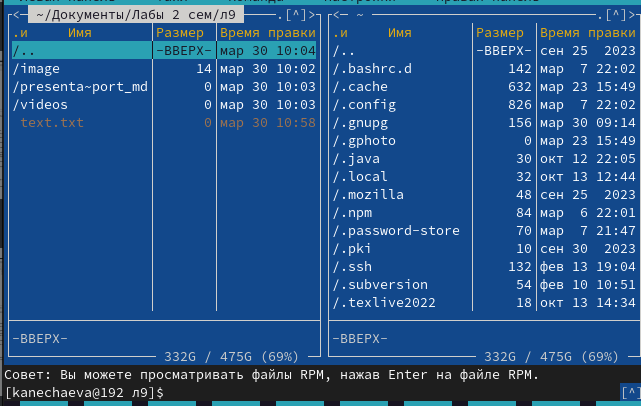 ~/Документы/Лабы 2 сем/л9 .[^]>
.и Имя Размер Время правки
/.. -ВВЕРХ- мар 30 10:04
/image 14 мар 30 10:02
/presenta~port_md 0 мар 30 10:03
/videos 0 мар 30 10:03
text.txt 0 мар 30 10:58
-ВВЕРХ-
332G / 475G (69%)
<─ ~ .[^]>
.и Имя Размер Время правки
/.. -ВВЕРХ- сен 25 2023
/.bashrc.d 142 мар 7 22:02
/.cache 632 мар 23 15:49
/.config 826 мар 7 22:02
/.gnupg 156 мар 30 09:14
/.gphoto 0 мар 23 15:49
/.java 30 окт 12 22:05
/.local 32 окт 13 12:44
/.mozilla 48 сен 25 2023
/.npm 84 мар 6 22:01
/.password-store 70 мар 7 21:47
/.pki 10 сен 30 2023
/.ssh 132 фев 13 19:04
/.subversion 54 фев 10 10:51
/.texlive2022 18 окт 13 14:34
-ВВЕРХ-
332G / 475G (69%)
Совет: Вы можете просматривать файлы RPM, нажав Enter на файле RPM.
[kanechaeva@192 л9]$ [^]